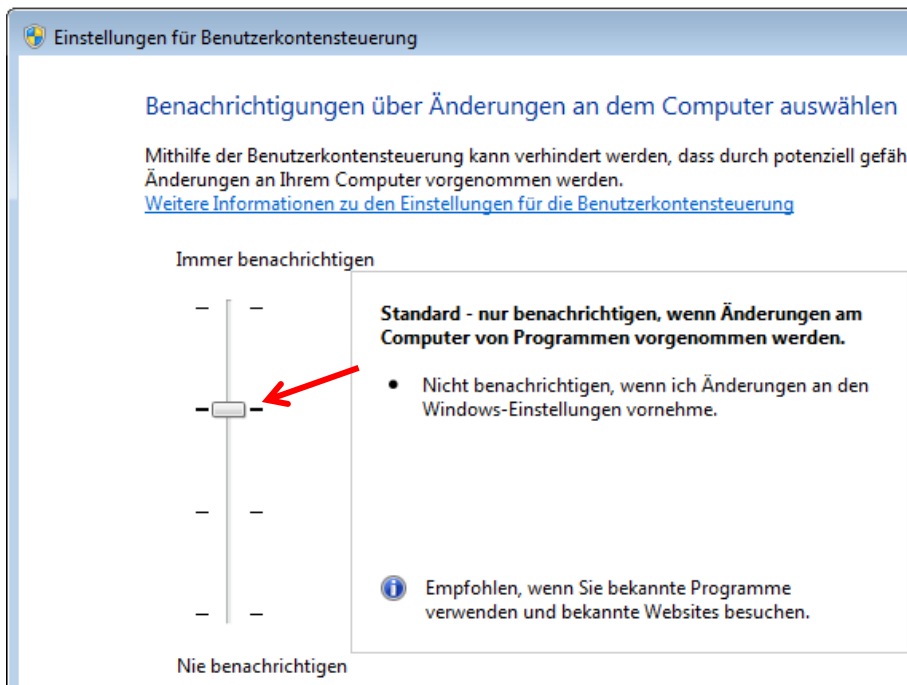 Einstellungen für Benutzerkontensteuerung
Benachrichtigungen über Änderungen an dem Computer auswählen
Mithilfe der Benutzerkontensteuerung kann verhindert werden, dass durch potenziell
Änderungen an Ihrem Computer vorgenommen werden.
Weitere Informationen zu den Einstellungen für die Benutzerkontensteuerung
Immer benachrichtigen
Standard - nur benachrichtigen, wenn Änderungen am
Computer von Programmen vorgenommen werden.
Nicht benachrichtigen, wenn ich Änderungen an den
Windows-Einstellungen vornehme.
Empfohlen, wenn Sie bekannte Programme
verwenden und bekannte Websites besuchen.
Nie benachrichtigen